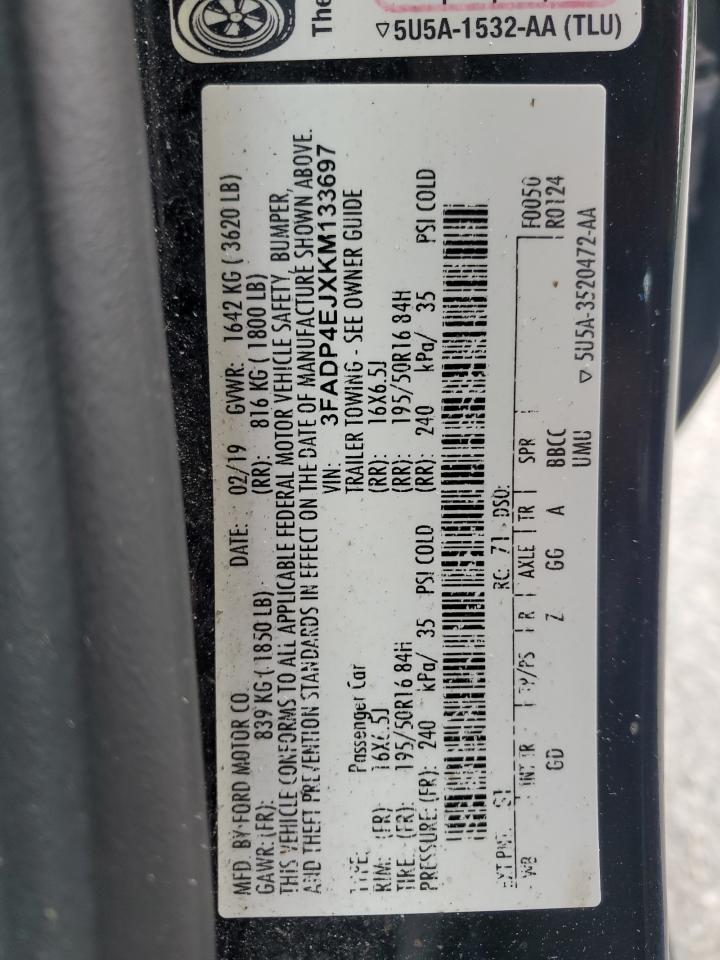 The
▽5U5A-1532-AA (TLU)
MFD. BY FORD MOTOR CO. DATE: 02/19 GVWR: 1642 KG ( 3620 LB)
GAWR: (FR): 839 KG ( 1850 LB) (RR): 816 KG ( 1800 LB)
THIS VEHICLE CONFORMS TO ALL APPLICABLE FEDERAL MOTOR VEHICLE SAFETY, BUMPER,
AND THEFT PREVENTION STANDARDS IN EFFECT ON THE DATE OF MANUFACTURE SHOWN ABOVE.
VIN: 3FADP4EJXKM133697
TYPE: Passenger Car TRAILER TOWING - SEE OWNER GUIDE
RIM: (FR) 16X6.5J (RR): 16X6.5J
TIRE: (FR): 195/50R16 84H (RR): 195/50R16 84H
PRESSURE: (FR): 240 kPa/ 35 PSI COLD (RR): 240 kPa/ 35 PSI COLD
EXT PNT: RC: 71 DSO: F0050
WB INT TR TP/PS R AXLE TR SPR R0124
GD Z GG A BBCC
UMU ▽ 5U5A-3520472-AA